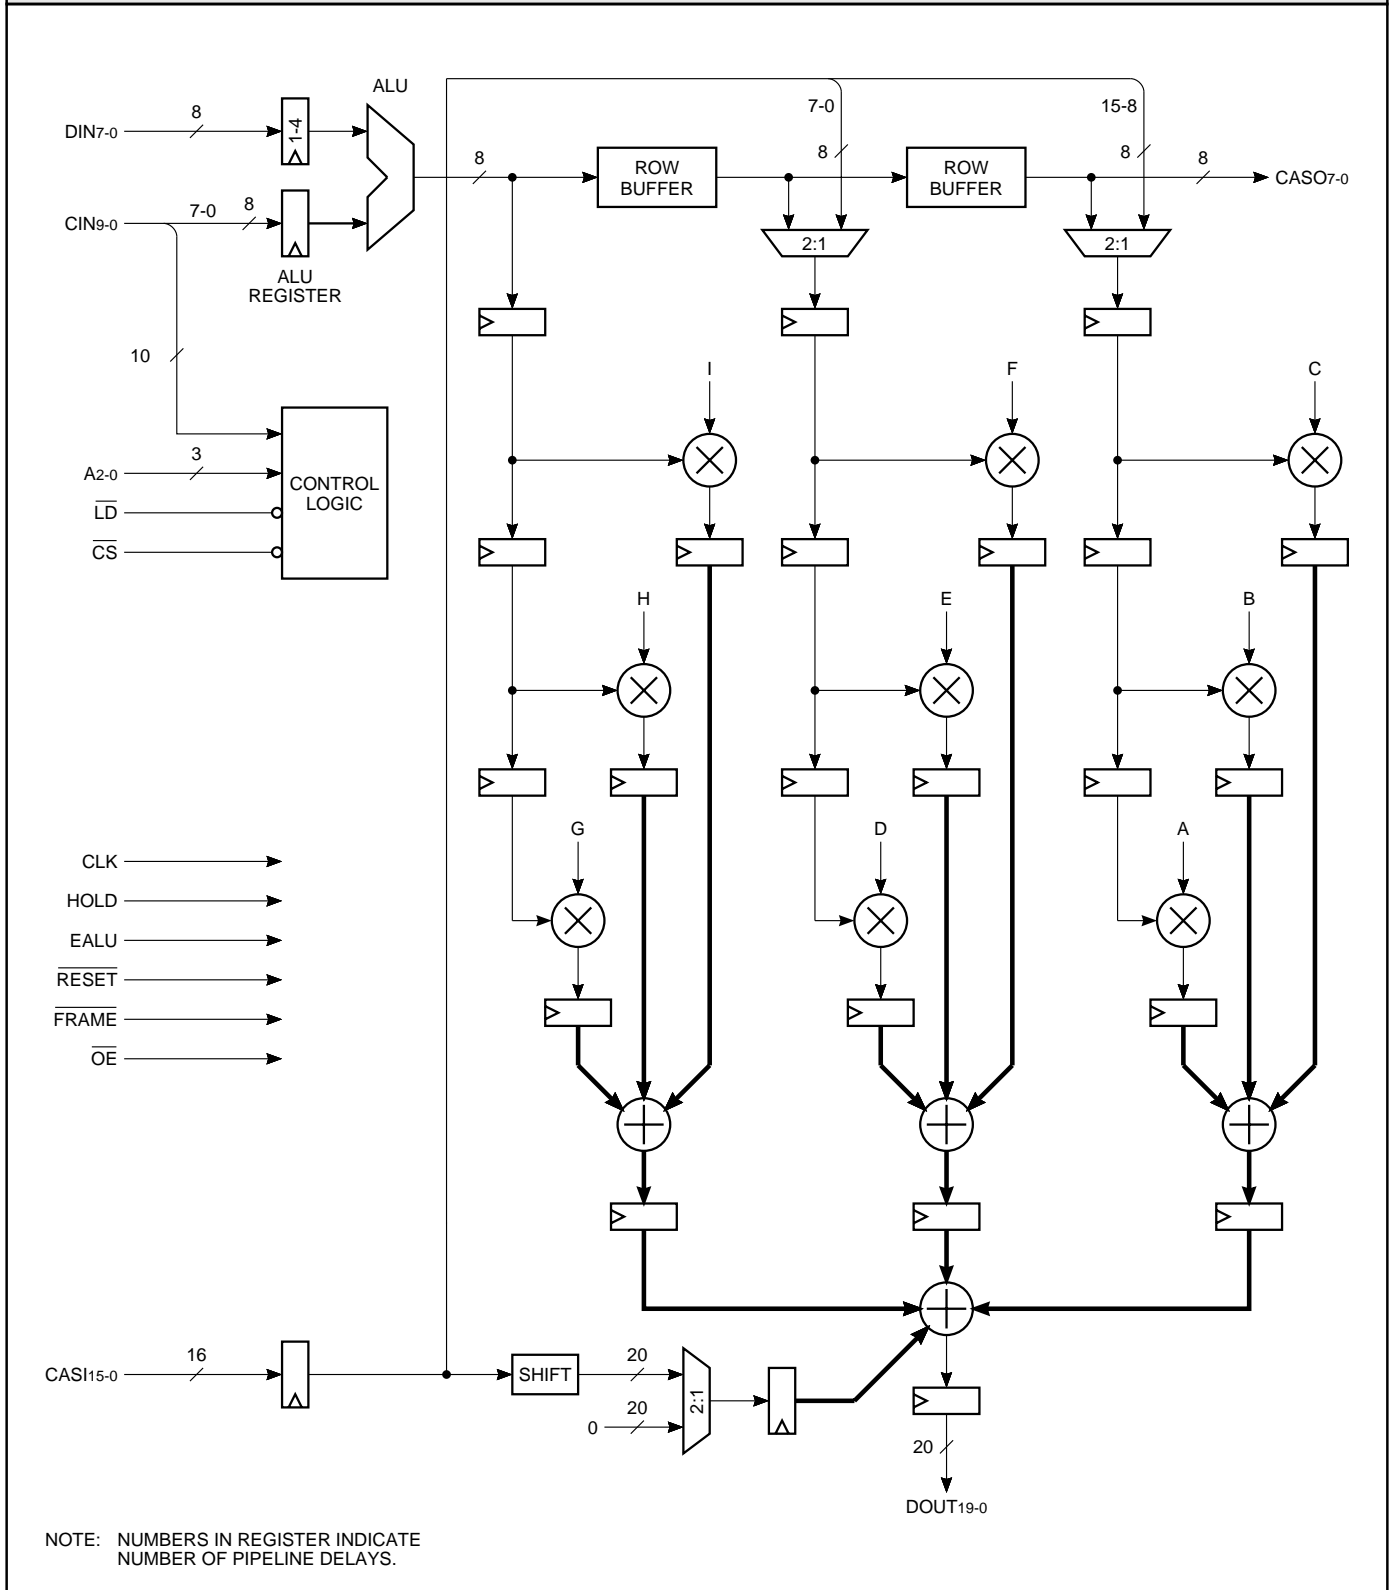 ALU
7-0
15-8
DIN7-0
8
1-4
8
ROW
BUFFER
8
ROW
BUFFER
8
8
CASO7-0
CIN9-0
7-0
8
2:1
2:1
ALU
REGISTER
10
I
F
C
A2-0
3
CONTROL
LOGIC
LD
CS
H
E
B
G
D
A
CLK
HOLD
EALU
RESET
FRAME
OE
CASI15-0
16
SHIFT
20
2:1
0
20
20
DOUT19-0
NOTE: NUMBERS IN REGISTER INDICATE
NUMBER OF PIPELINE DELAYS.